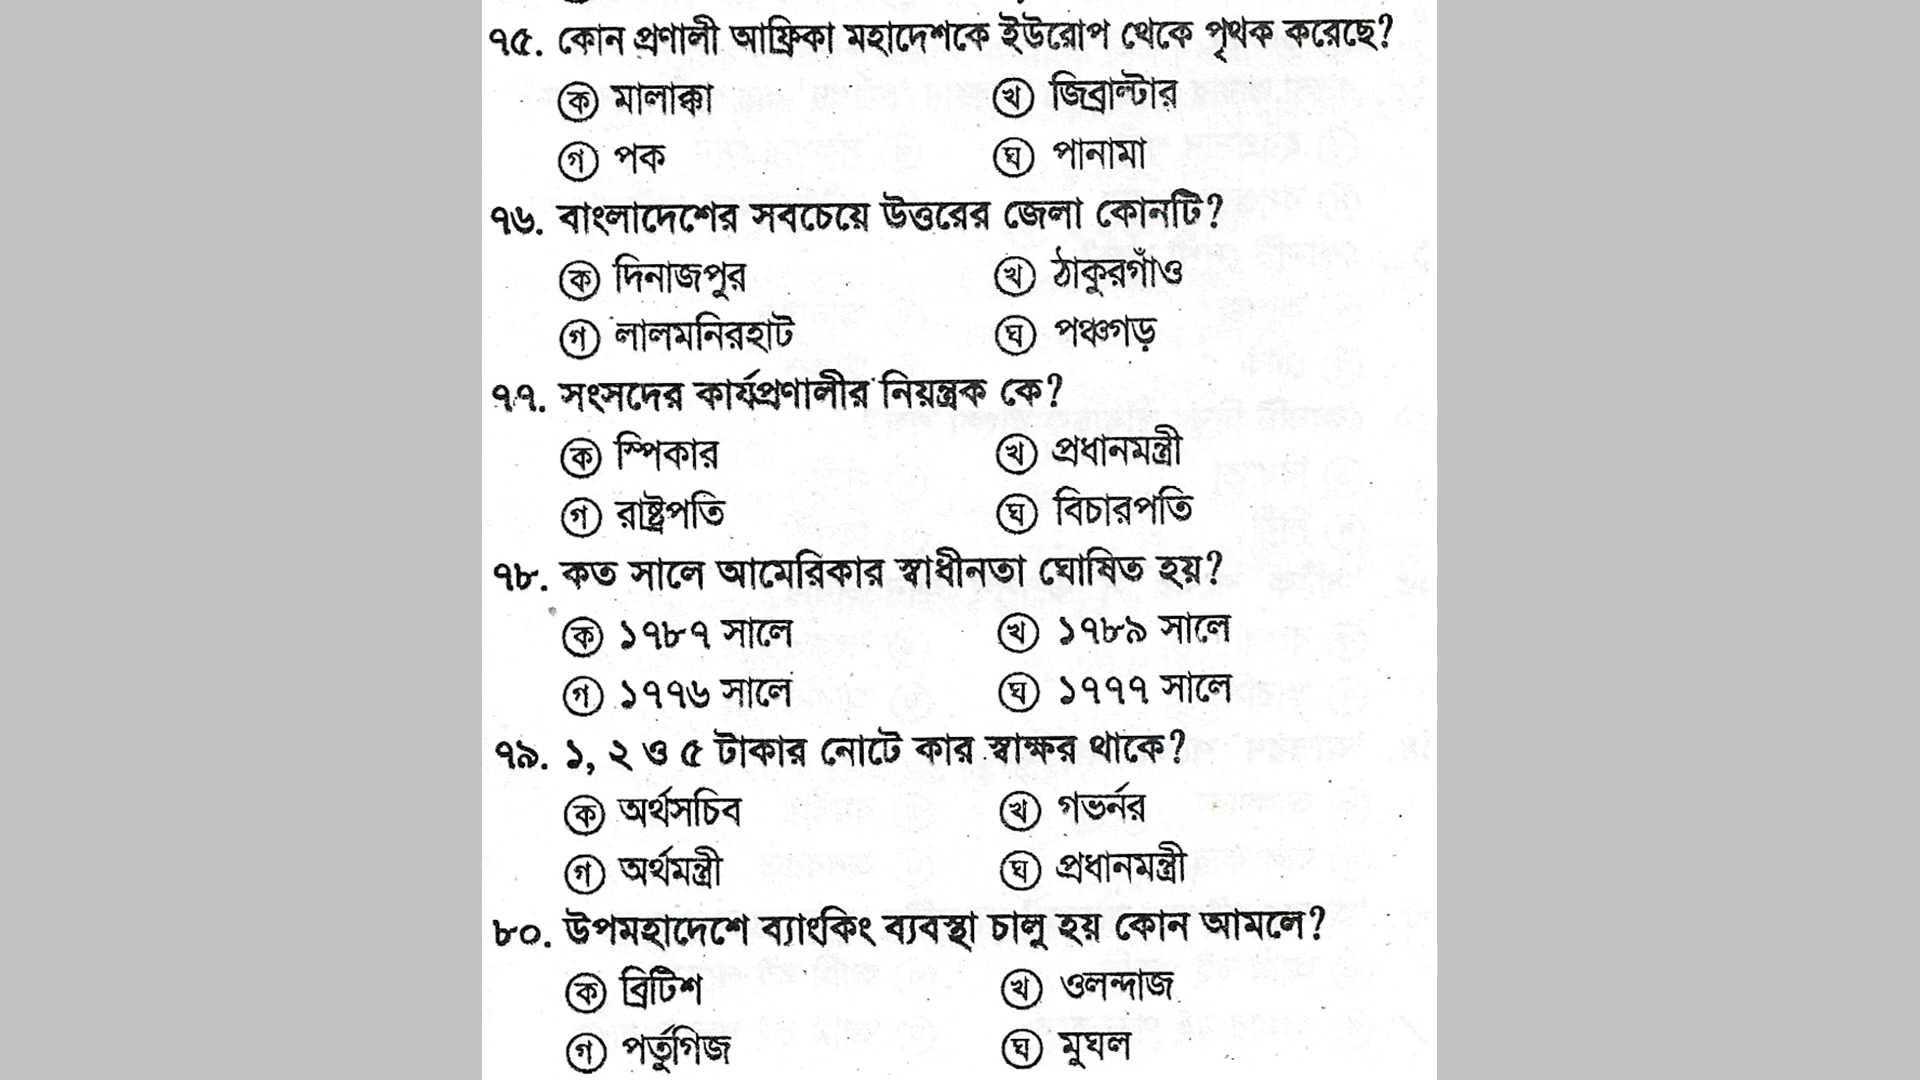 ৭৫. কোন প্রণালী আফ্রিকা মহাদেশকে ইউরোপ থেকে পৃথক করেছে?
ক মালাক্কা খ জিব্রাল্টার
গ পক ঘ পানামা
৭৬. বাংলাদেশের সবচেয়ে উত্তরের জেলা কোনটি?
ক দিনাজপুর খ ঠাকুরগাঁও
গ লালমনিরহাট ঘ পঞ্চগড়
৭৭. সংসদের কার্যপ্রণালীর নিয়ন্ত্রক কে?
ক স্পিকার খ প্রধানমন্ত্রী
গ রাষ্ট্রপতি ঘ বিচারপতি
৭৮. কত সালে আমেরিকার স্বাধীনতা ঘোষিত হয়?
ক ১৭৮৭ সালে খ ১৭৮৯ সালে
গ ১৭৭৬ সালে ঘ ১৭৭৭ সালে
৭৯. ১, ২ ও ৫ টাকার নোটে কার স্বাক্ষর থাকে?
ক অর্থসচিব খ গভর্নর
গ অর্থমন্ত্রী ঘ প্রধানমন্ত্রী
৮০. উপমহাদেশে ব্যাংকিং ব্যবস্থা চালু হয় কোন আমলে?
ক ব্রিটিশ খ ওলন্দাজ
গ পর্তুগিজ ঘ মুঘল